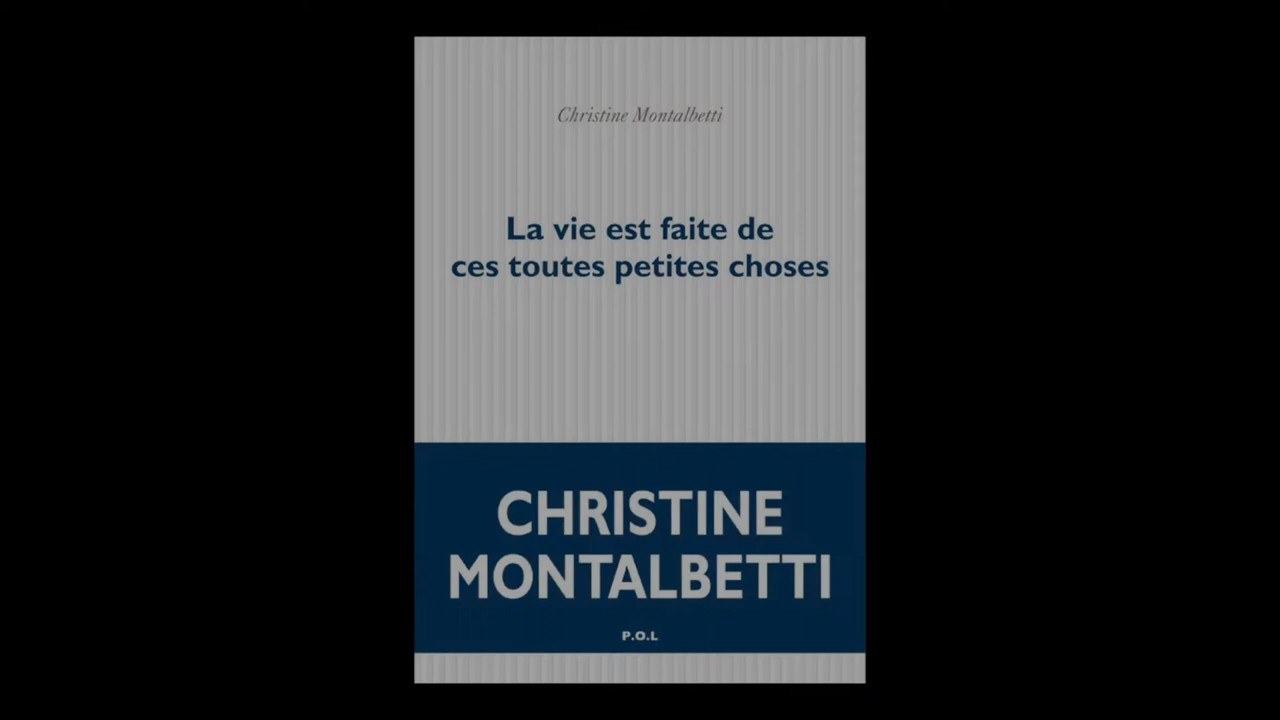 Christine Montalbetti
La vie est faite de
ces toutes petites choses
CHRISTINE
MONTALBETTI
P.O.L